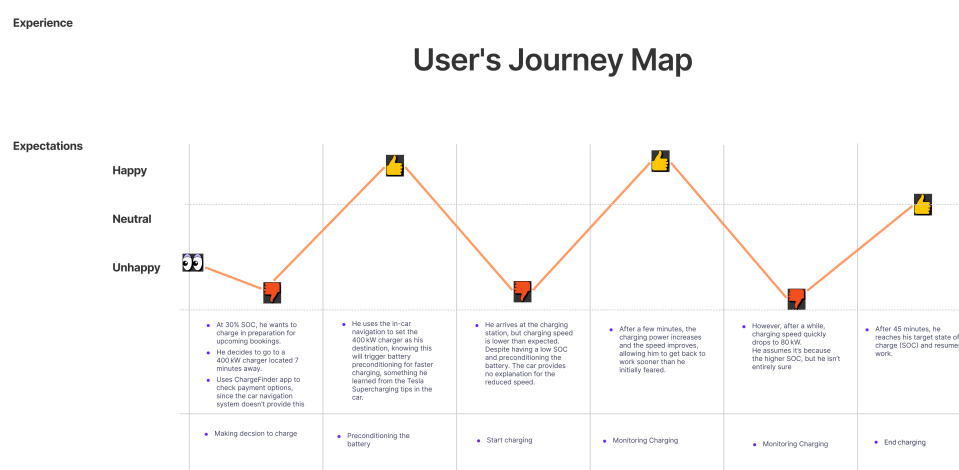 Experience
User's Journey Map
Expectations
Happy
Neutral
Unhappy
At 30% SOC, he wants to
charge in preparation for
upcoming bookings.
He decides to go to a
400 kW charger located 7
minutes away.
Uses ChargeFinder app to
check payment options,
since the car navigation
system doesn't provide this
He uses the in-car
navigation to set the
400 kW charger as his
destination, knowing this
will trigger battery
preconditioning for faster
charging, something he
learned from the Tesla
Supercharging tips in the
car.
He arrives at the charging
station, but charging speed
is lower than expected.
Despite having a low SOC
and preconditioning the
battery. The car provides
no explanation for the
reduced speed.
After a few minutes, the
charging power increases
and the speed improves,
allowing him to get back to
work sooner than he
initially feared.
However, after a while,
charging speed quickly
drops to 80 kW.
He assumes it's because
the higher SOC, but he isn't
entirely sure
After 45 minutes, he
reaches his target state of
charge (SOC) and resume
work.
Making decsion to charge
Preconditioning the
battery
Start charging
Monitoring Charging
Monitoring Charging
End charging